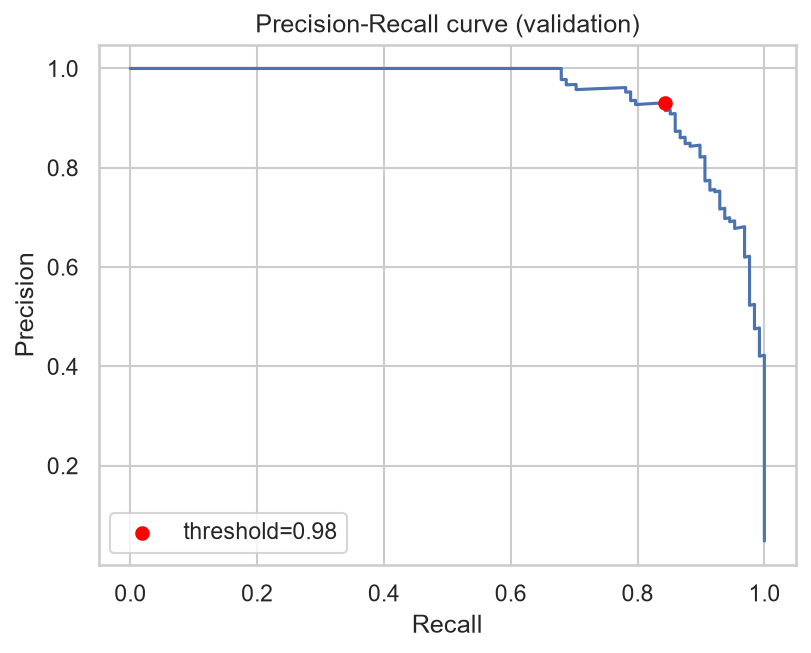 Precision-Recall curve (validation)
1.0
0.8
0.6
0.4
0.2
Precision
threshold=0.98
0.0 0.2 0.4 0.6 0.8 1.0
Recall